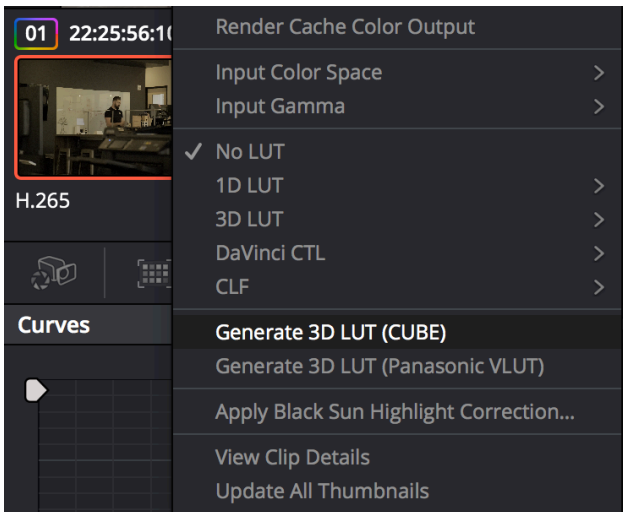 01 22:25:56:10
H.265
Curves
Render Cache Color Output
Input Color Space
Input Gamma
No LUT
1D LUT
3D LUT
DaVinci CTL
CLF
Generate 3D LUT (CUBE)
Generate 3D LUT (Panasonic VLUT)
Apply Black Sun Highlight Correction...
View Clip Details
Update All Thumbnails